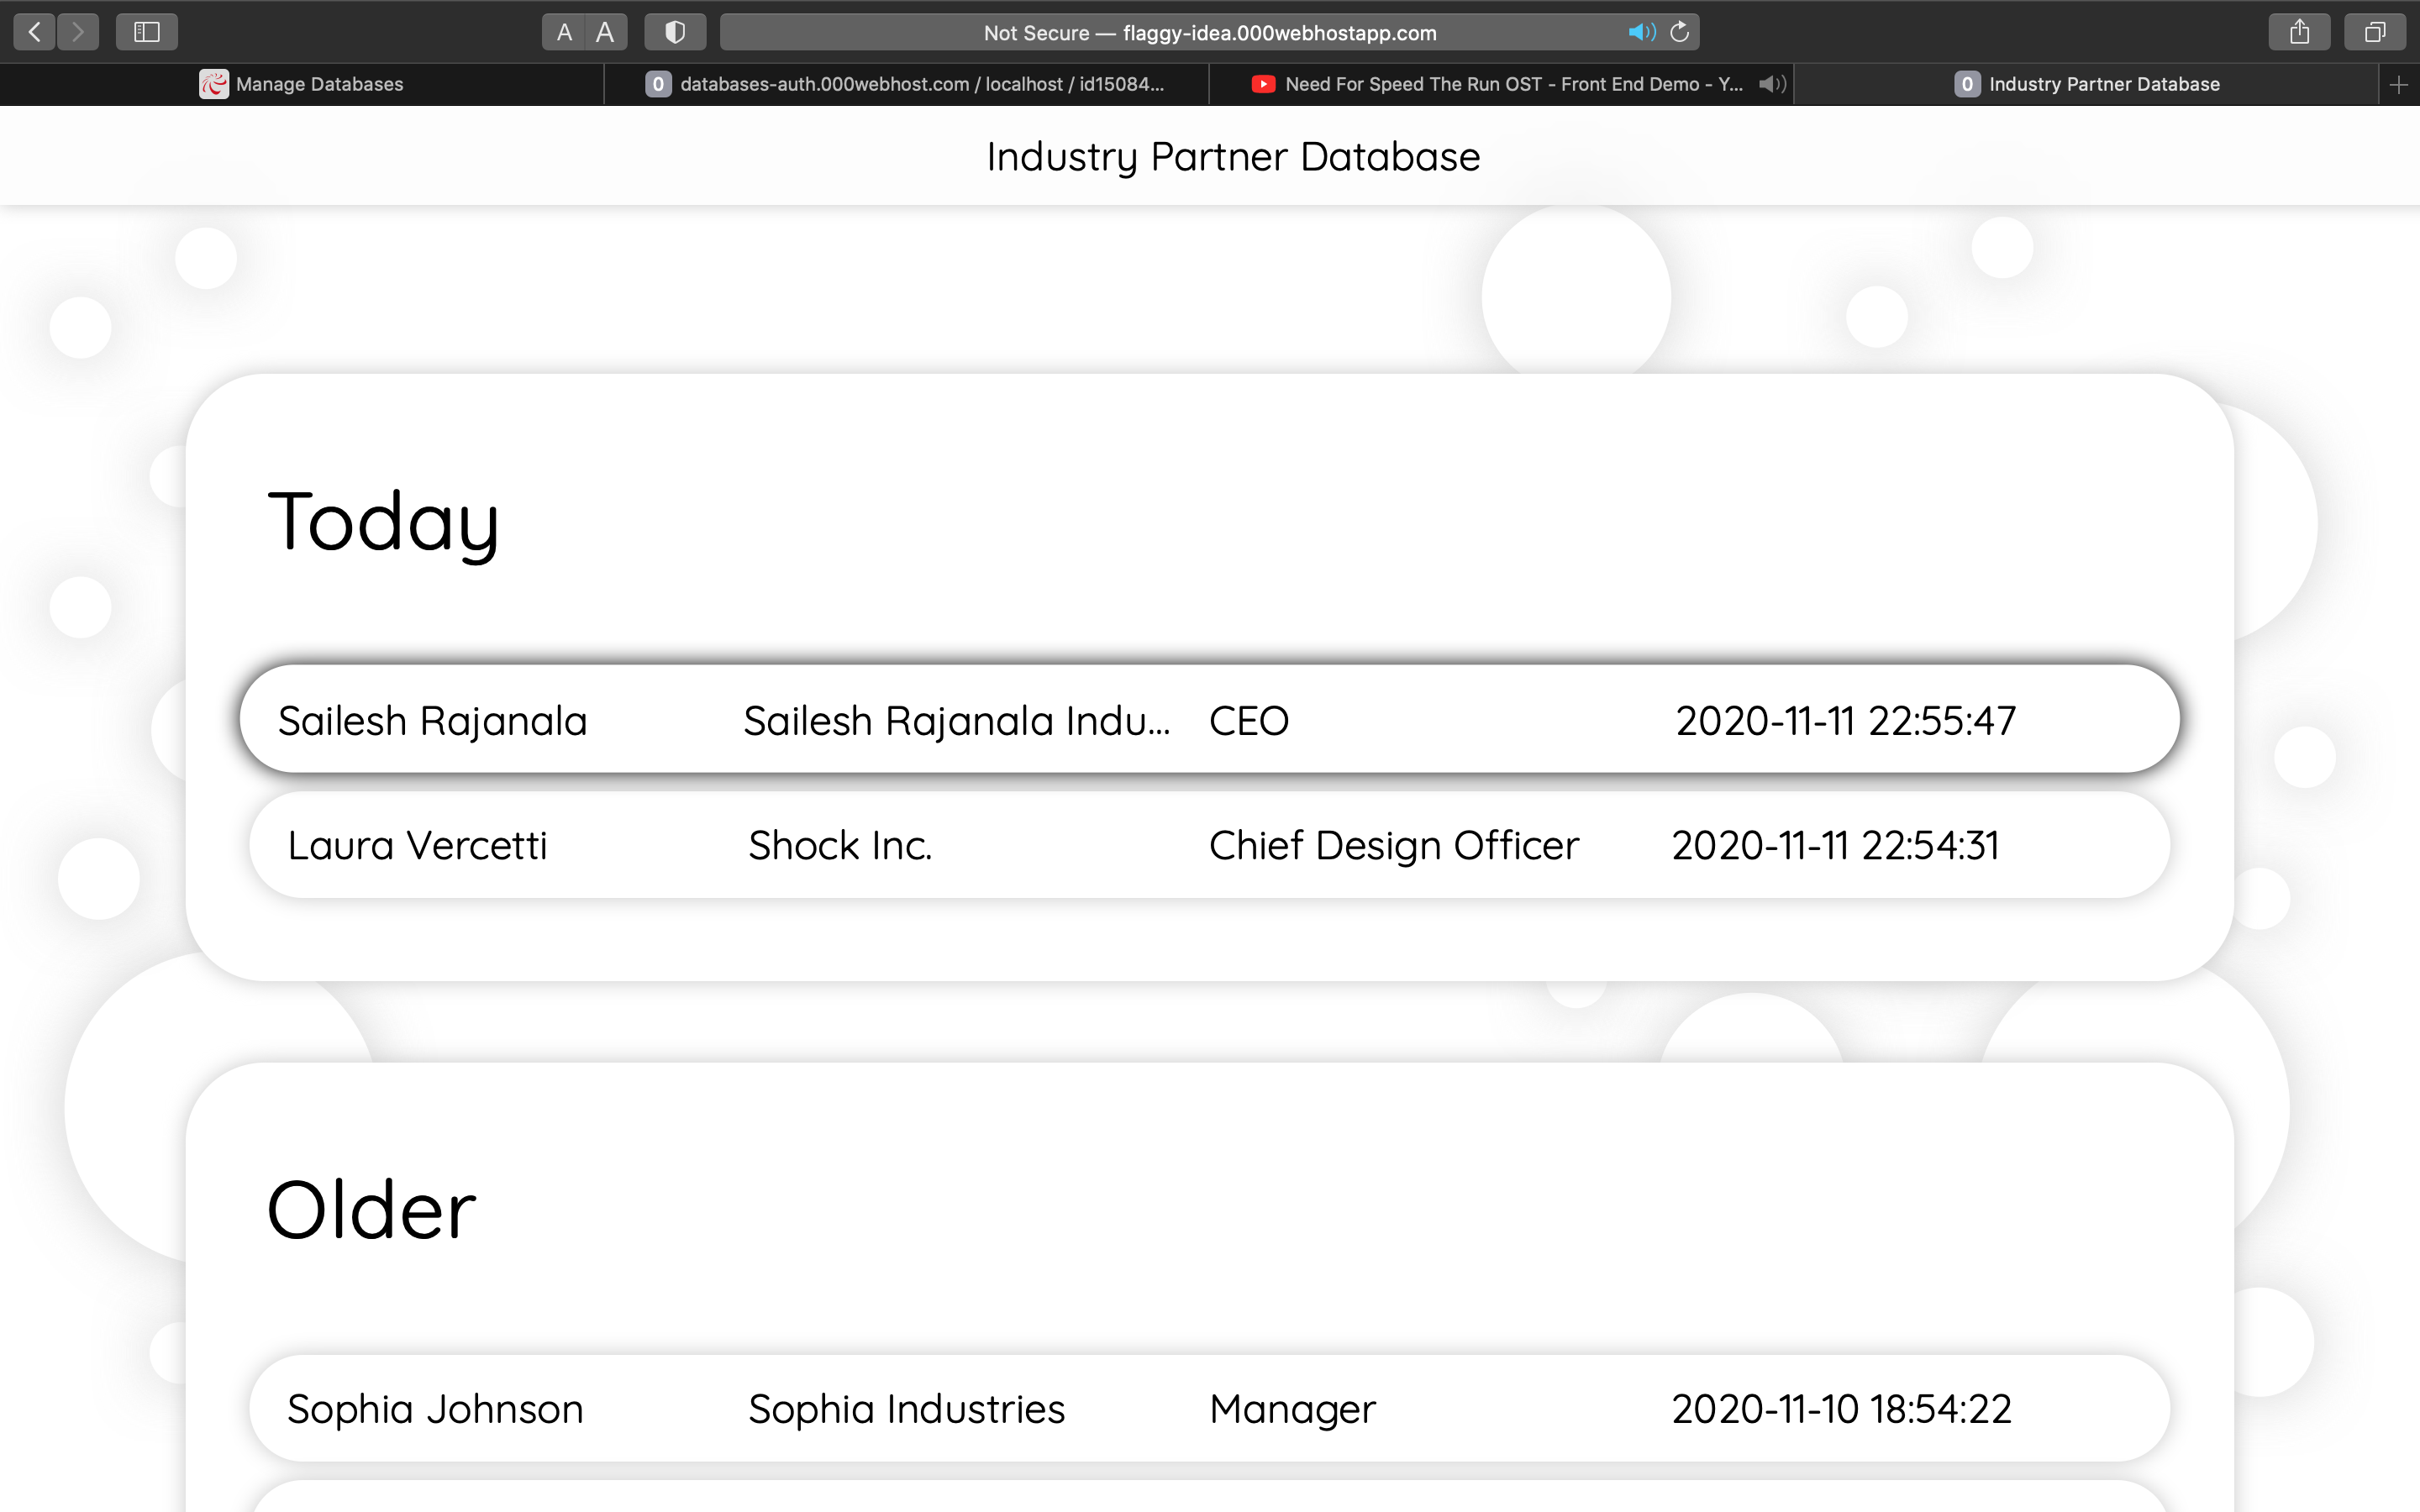 A A Not Secure — flaggy-idea.000webhostapp.com
Manage Databases 0 databases-auth.000webhost.com / localhost / id15084... Need For Speed The Run OST - Front End Demo - Y... 0 Industry Partner Database
Industry Partner Database
Today
Sailesh Rajanala Sailesh Rajanala Indu... CEO 2020-11-11 22:55:47
Laura Vercetti Shock Inc. Chief Design Officer 2020-11-11 22:54:31
Older
Sophia Johnson Sophia Industries Manager 2020-11-10 18:54:22